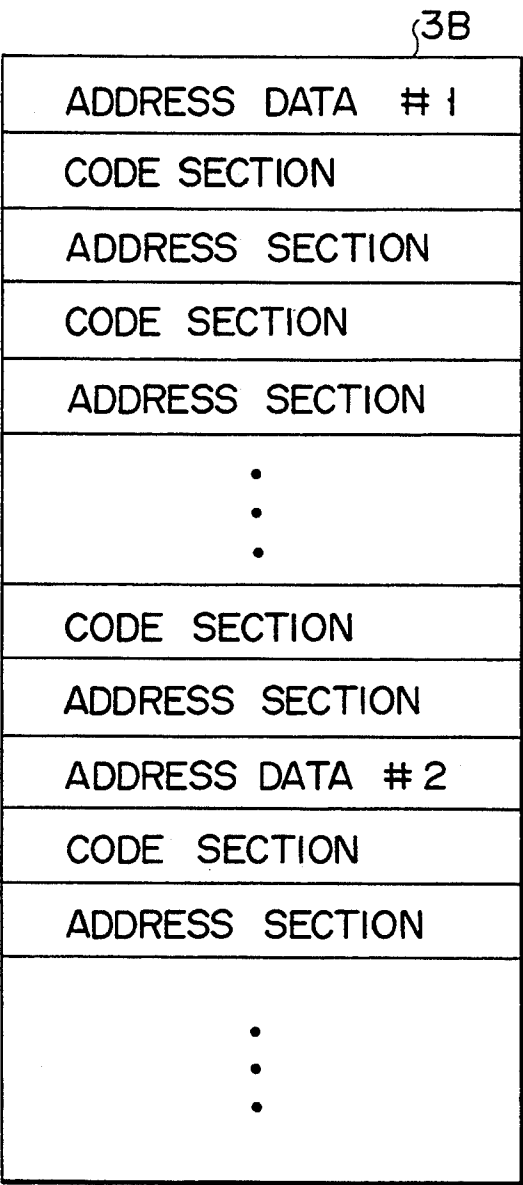 3B
ADDRESS DATA #1
CODE SECTION
ADDRESS SECTION
CODE SECTION
ADDRESS SECTION
CODE SECTION
ADDRESS SECTION
ADDRESS DATA #2
CODE SECTION
ADDRESS SECTION